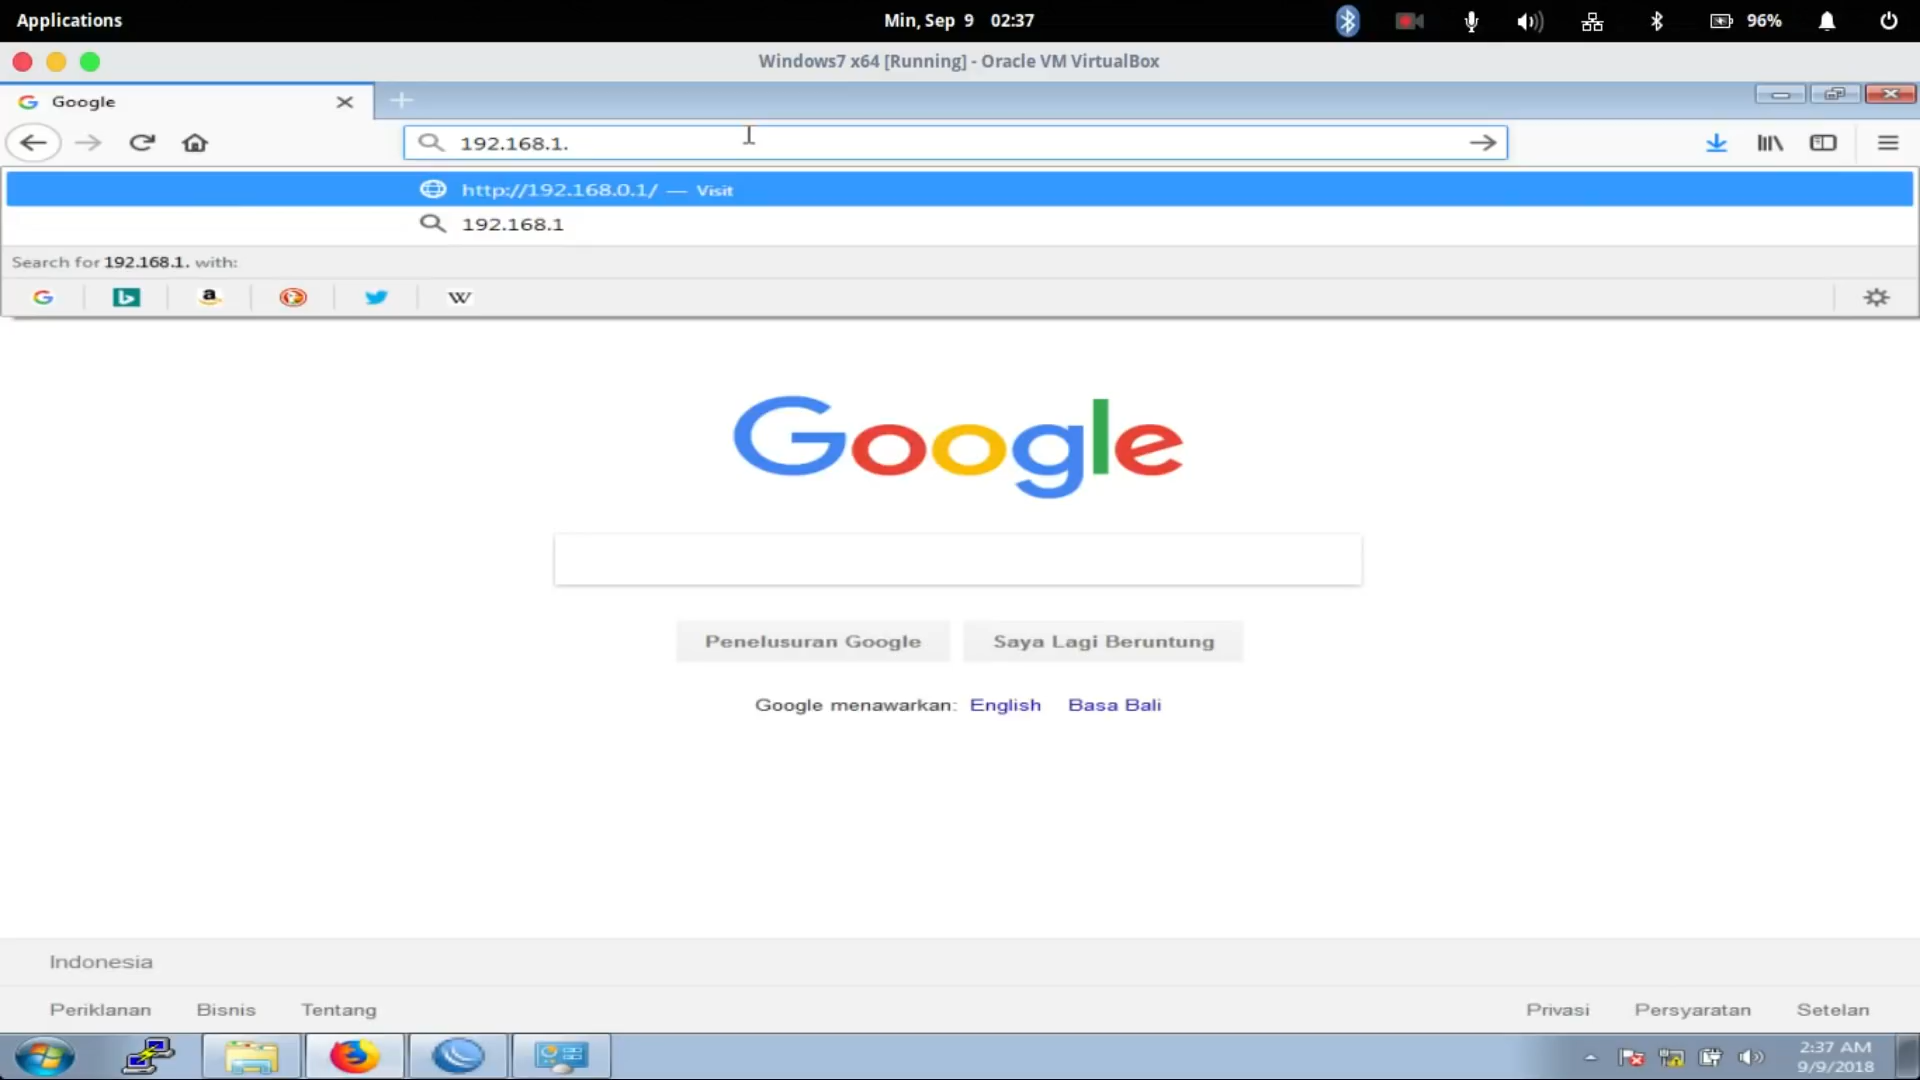 Applications
Min, Sep 9 02:37
96%
Windows7 x64 [Running] - Oracle VM VirtualBox
Google
192.168.1.
http://192.168.0.1/ — Visit
192.168.1
Search for 192.168.1. with:
Google
Penelusuran Google
Saya Lagi Beruntung
Google menawarkan: English Basa Bali
Indonesia
Periklanan Bisnis Tentang
Privasi Persyaratan Setelan
2:37 AM
9/9/2018